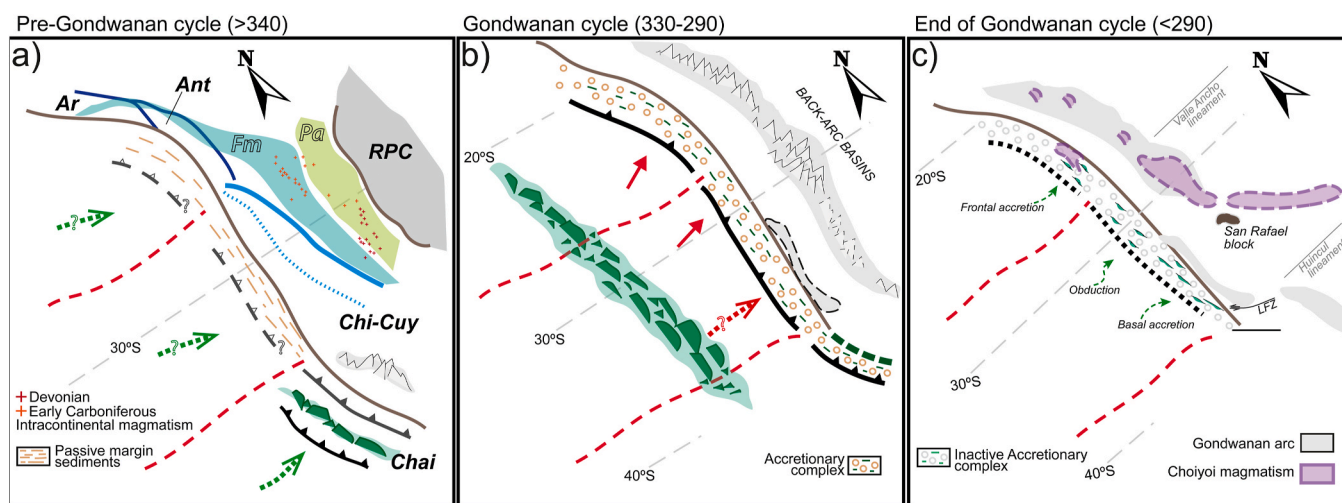 Pre-Gondwanan cycle (>340)
a)
N
Ar
Ant
Fm
Pa
RPC
?
?
?
?
30ºS
Chi-Cuy
Chai
Devonian
Early Carboniferous
Intracontinental magmatism
Passive margin
sediments
Gondwanan cycle (330-290)
b)
N
BACK-ARC BASINS
20ºS
?
30ºS
40ºS
Accretionary
complex
End of Gondwanan cycle (<290)
c)
N
Valle Ancho
lineament
20ºS
Frontal accretion
San Rafael
block
Huincul
lineament
Obduction
LFZ
Basal accretion
30ºS
40ºS
Inactive Accretionary
complex
Gondwanan arc
Choiyoi magmatism